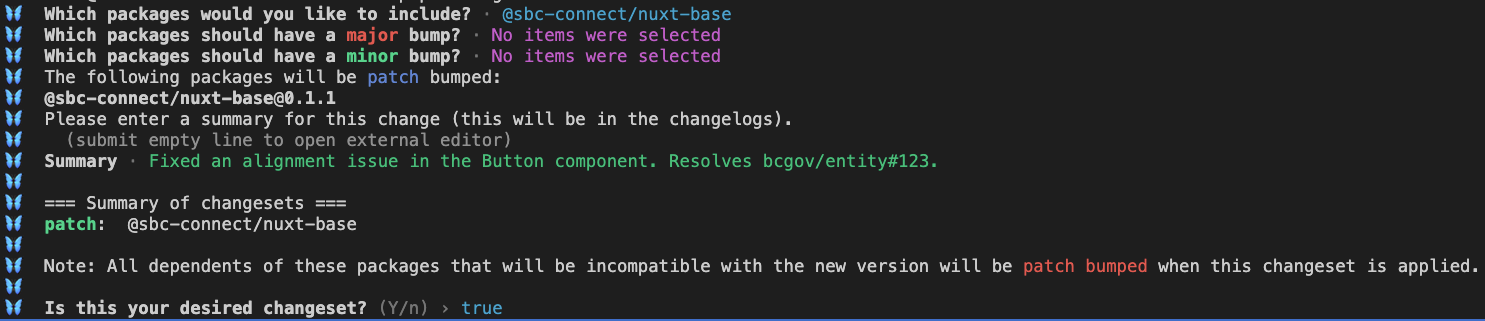 Which packages would you like to include? · @sbc-connect/nuxt-base
Which packages should have a major bump? · No items were selected
Which packages should have a minor bump? · No items were selected
The following packages will be patch bumped:
@sbc-connect/nuxt-base@0.1.1
Please enter a summary for this change (this will be in the changelogs).
(submit empty line to open external editor)
Summary · Fixed an alignment issue in the Button component. Resolves bcgov/entity#123.
=== Summary of changesets ===
patch:  @sbc-connect/nuxt-base
Note: All dependents of these packages that will be incompatible with the new version will be patch bumped when this changeset is applied.
Is this your desired changeset? (Y/n) › true